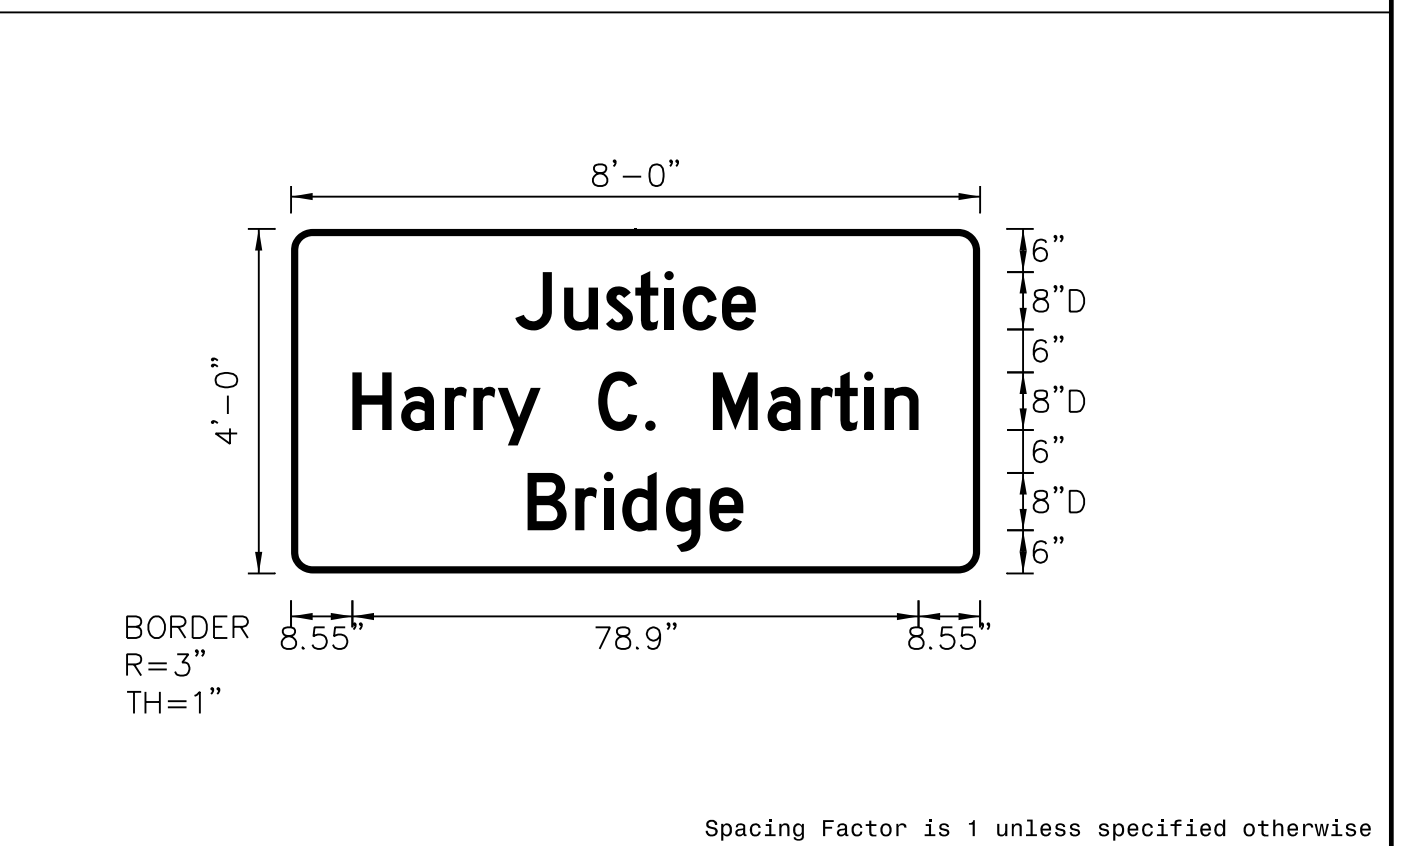 8'-0"
6"
Justice
8"D
6"
4'-0"
Harry C. Martin
8"D
6"
Bridge
8"D
6"
8.55" 78.9" 8.55"
BORDER
R=3"
TH=1"
Spacing Factor is 1 unless specified otherwise